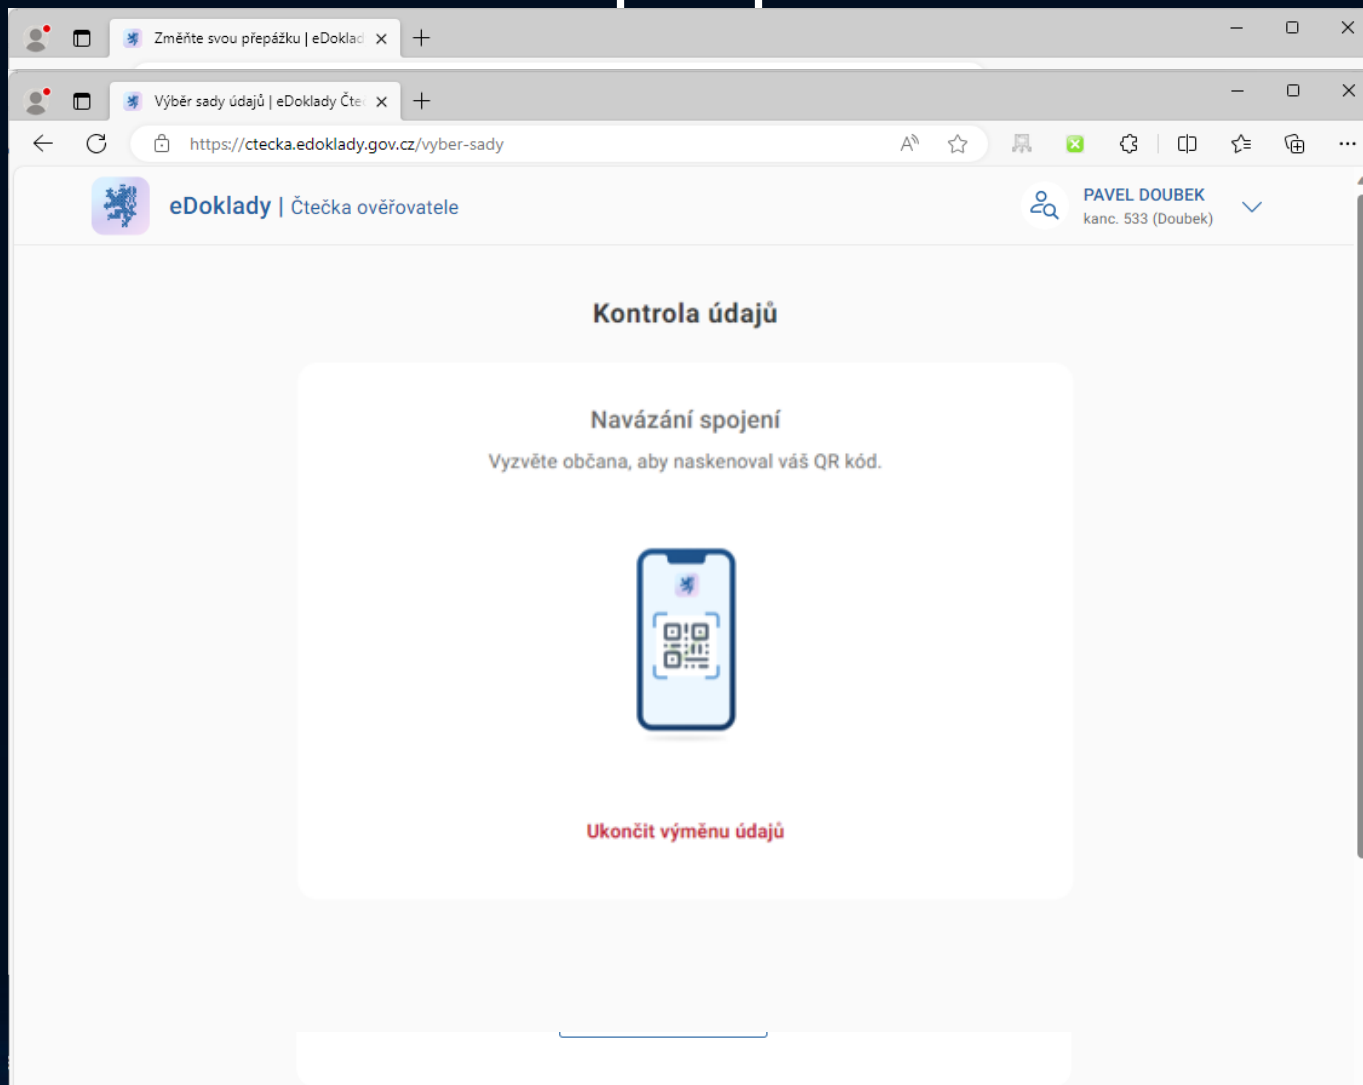 Změňte svou přepážku | eDoklad
Výběr sady údajů | eDoklady Čte
https://ctecka.edoklady.gov.cz/vyber-sady
eDoklady | Čtečka ověřovatele
PAVEL DOUBEK
kanc. 533 (Doubek)
Kontrola údajů
Navázání spojení
Vyzvěte občana, aby naskenoval váš QR kód.
Ukončit výměnu údajů